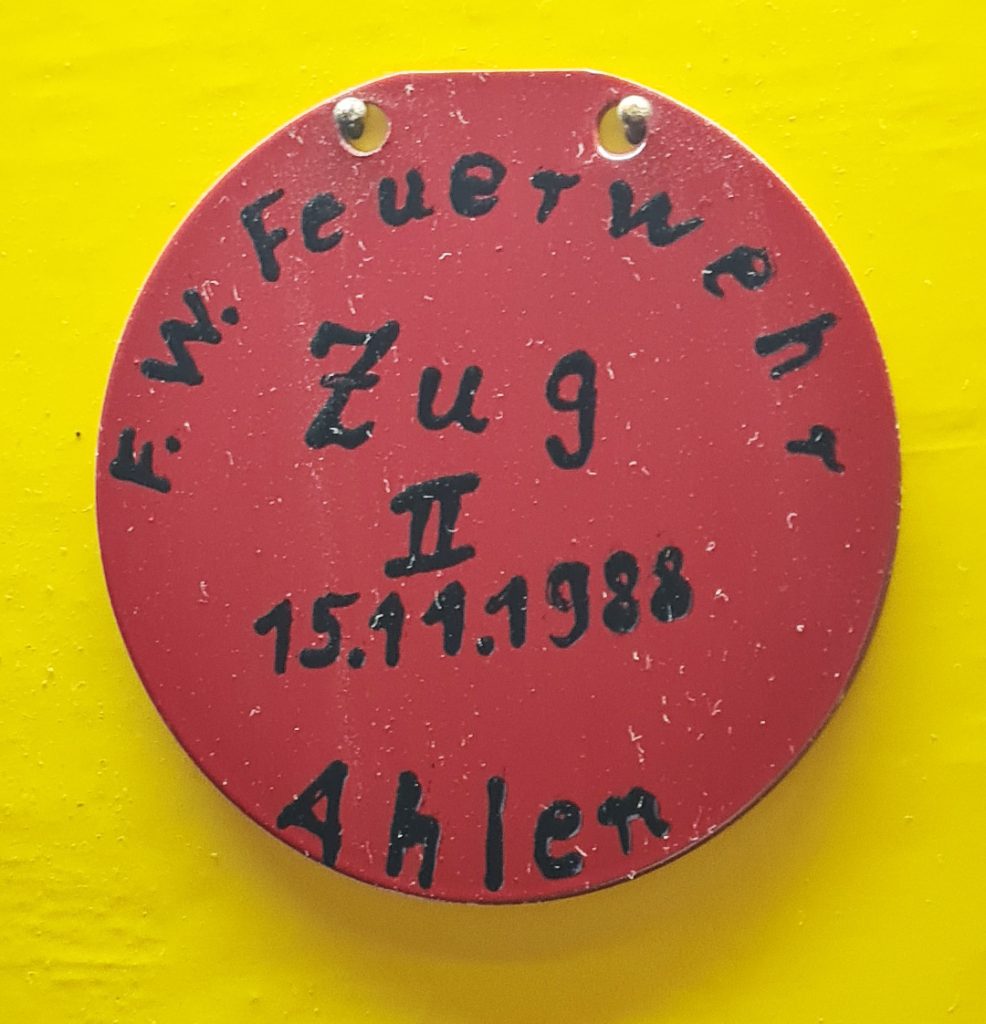 F. W. Feuerwehr
Zug
II
15.11.1988
Ahlen